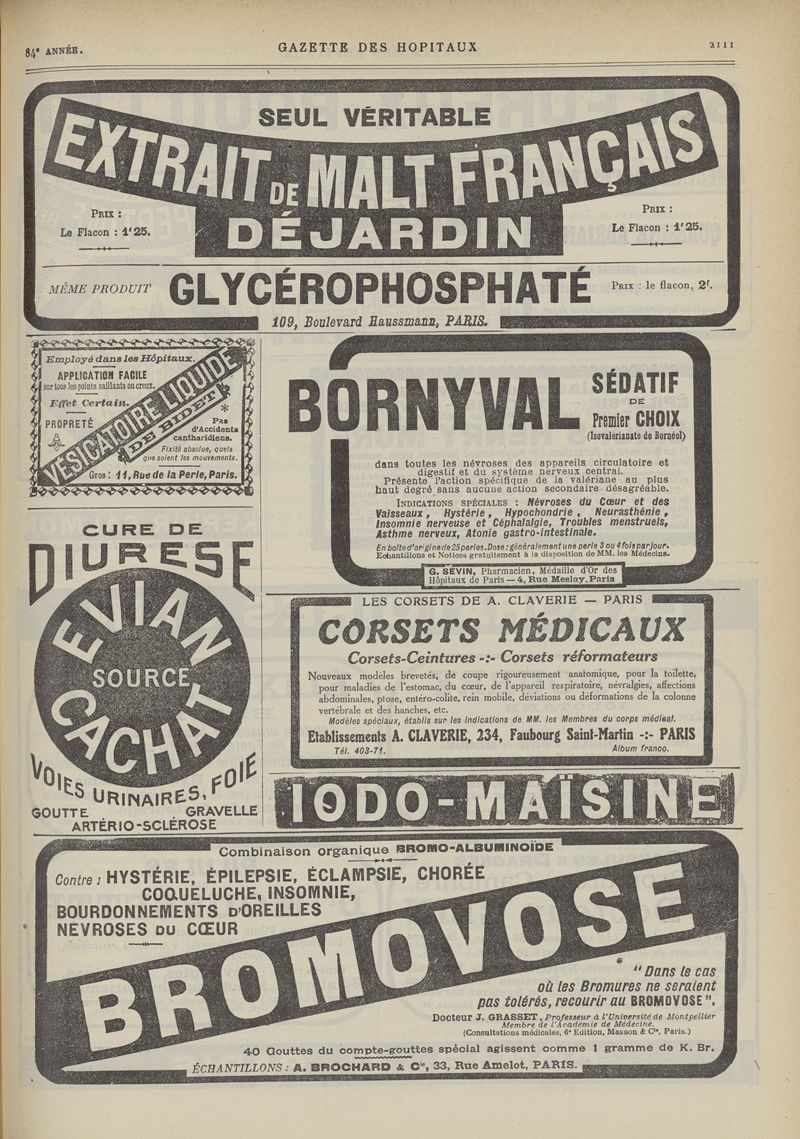 84e ANNÉE.
GAZETTE DES HOPITAUX
2111
SEUL VÉRITABLE
EXTRAIT DE MALT FRANÇAIS
DÉJARDIN
PRIX :
Le Flacon : 1f25.
PRIX :
Le Flacon : 1f25.
MÊME PRODUIT GLYCÉROPHOSPHATÉ PRIX : le flacon, 2f.
109, Boulevard Haussmann, PARIS.
Employé dans les Hôpitaux.
APPLICATION FACILE
sur tous les points saillants ou creux.
Effet Certain.
PROPRETÉ
VÉSICATOIRE LIQUIDE
DE BIDET
*
Pas
d'Accidents
cantharidiens.
Fixité absolue, quels
que soient les mouvements.
Gros : 11, Rue de la Perle, Paris.
BORNYVAL
SÉDATIF
DE
Premier CHOIX
(Isovalérianate de Bornéol)
dans toutes les névroses des appareils circulatoire et
digestif et du système nerveux central.
Présente l'action spécifique de la valériane au plus
haut degré sans aucune action secondaire désagréable.
INDICATIONS SPÉCIALES : Névroses du Cœur et des
Vaisseaux, Hystérie, Hypochondrie, Neurasthénie,
Insomnie nerveuse et Céphalalgie, Troubles menstruels,
Asthme nerveux, Atonie gastro-intestinale.
En boîte d'origine de 25 perles. Dose : généralement une perle 3 ou 4 fois par jour.
Echantillons et Notices gratuitement à la disposition de MM. les Médecins.
G. SEVIN, Pharmacien, Médaille d'Or des
Hôpitaux de Paris — 4, Rue Meslay, Paris
CURE DE
DIURESE
EVIAN
SOURCE
CACHAT
VOIES URINAIRES, FOIE
GOUTTE GRAVELLE
ARTÉRIO-SCLÉROSE
LES CORSETS DE A. CLAVERIE — PARIS
CORSETS MÉDICAUX
Corsets-Ceintures -:- Corsets réformateurs
Nouveaux modèles brevetés, de coupe rigoureusement anatomique, pour la toilette,
pour maladies de l'estomac, du cœur, de l'appareil respiratoire, névralgies, affections
abdominales, ptose, entéro-colite, rein mobile, déviations ou déformations de la colonne
vertébrale et des hanches, etc.
Modèles spéciaux, établis sur les indications de MM. les Membres du corps médical.
Etablissements A. CLAVERIE, 234, Faubourg Saint-Martin -:- PARIS
Tél. 403-71. Album franco.
IODO-MAÏSINE
Combinaison organique BROMO-ALBUMINOÏDE
Contre : HYSTÉRIE, ÉPILEPSIE, ÉCLAMPSIE, CHORÉE
COQUELUCHE, INSOMNIE,
BOURDONNEMENTS D'OREILLES
NÉVROSES DU CŒUR
BROMOVOSE
*
"Dans le cas
où les Bromures ne seraient
pas tolérés, recourir au BROMOVOSE".
Docteur J. GRASSET, Professeur à l'Université de Montpellier
Membre de l'Académie de Médecine.
(Consultations médicales, 6e Edition, Masson & Cie, Paris.)
40 Gouttes du compte-gouttes spécial agissent comme 1 gramme de K. Br.
ÉCHANTILLONS : A. BROCHARD & Cie, 33, Rue Amelot, PARIS.